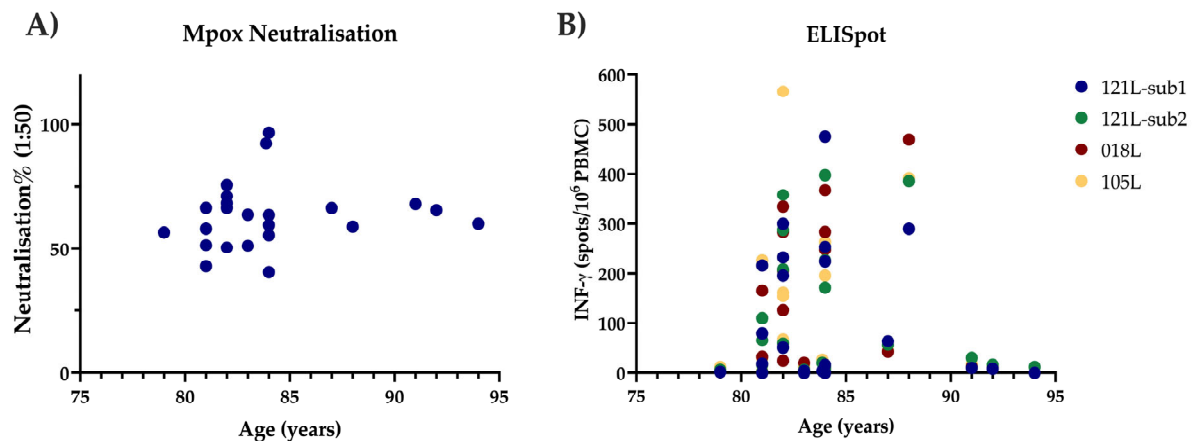 A)
Mpox Neutralisation
Neutralisation% (1:50)
100
50
0
75 80 85 90 95
Age (years)
B)
ELISpot
INF-γ (spots/10⁶ PBMC)
600
500
400
300
200
100
0
75 80 85 90 95
Age (years)
121L-sub1
121L-sub2
018L
105L